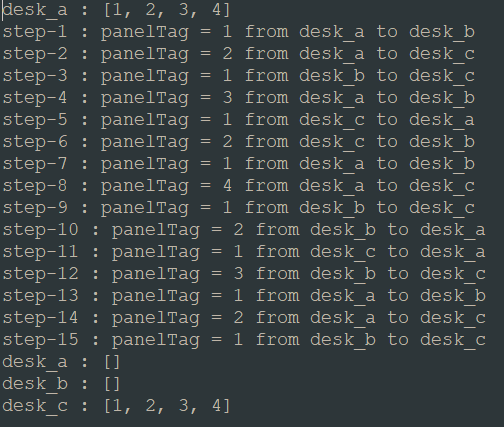 desk_a : [1, 2, 3, 4]
step-1 : panelTag = 1 from desk_a to desk_b
step-2 : panelTag = 2 from desk_a to desk_c
step-3 : panelTag = 1 from desk_b to desk_c
step-4 : panelTag = 3 from desk_a to desk_b
step-5 : panelTag = 1 from desk_c to desk_a
step-6 : panelTag = 2 from desk_c to desk_b
step-7 : panelTag = 1 from desk_a to desk_b
step-8 : panelTag = 4 from desk_a to desk_c
step-9 : panelTag = 1 from desk_b to desk_c
step-10 : panelTag = 2 from desk_b to desk_a
step-11 : panelTag = 1 from desk_c to desk_a
step-12 : panelTag = 3 from desk_b to desk_c
step-13 : panelTag = 1 from desk_a to desk_b
step-14 : panelTag = 2 from desk_a to desk_c
step-15 : panelTag = 1 from desk_b to desk_c
desk_a : []
desk_b : []
desk_c : [1, 2, 3, 4]